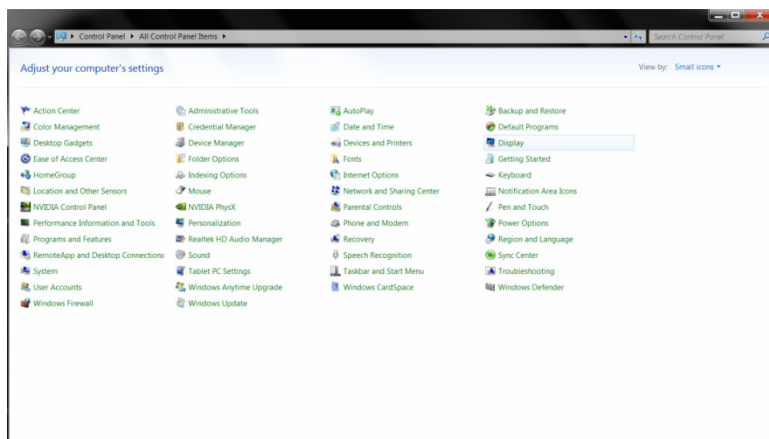 Control Panel All Control Panel Items Search Control Panel
Adjust your computer's settings View by: Small icons
Action Center Administrative Tools AutoPlay Backup and Restore
Color Management Credential Manager Date and Time Default Programs
Desktop Gadgets Device Manager Devices and Printers Display
Ease of Access Center Folder Options Fonts Getting Started
HomeGroup Indexing Options Internet Options Keyboard
Location and Other Sensors Mouse Network and Sharing Center Notification Area Icons
NVIDIA Control Panel NVIDIA PhysX Parental Controls Pen and Touch
Performance Information and Tools Personalization Phone and Modem Power Options
Programs and Features Realtek HD Audio Manager Recovery Region and Language
RemoteApp and Desktop Connections Sound Speech Recognition Sync Center
System Tablet PC Settings Taskbar and Start Menu Troubleshooting
User Accounts Windows Anytime Upgrade Windows CardSpace Windows Defender
Windows Firewall Windows Update